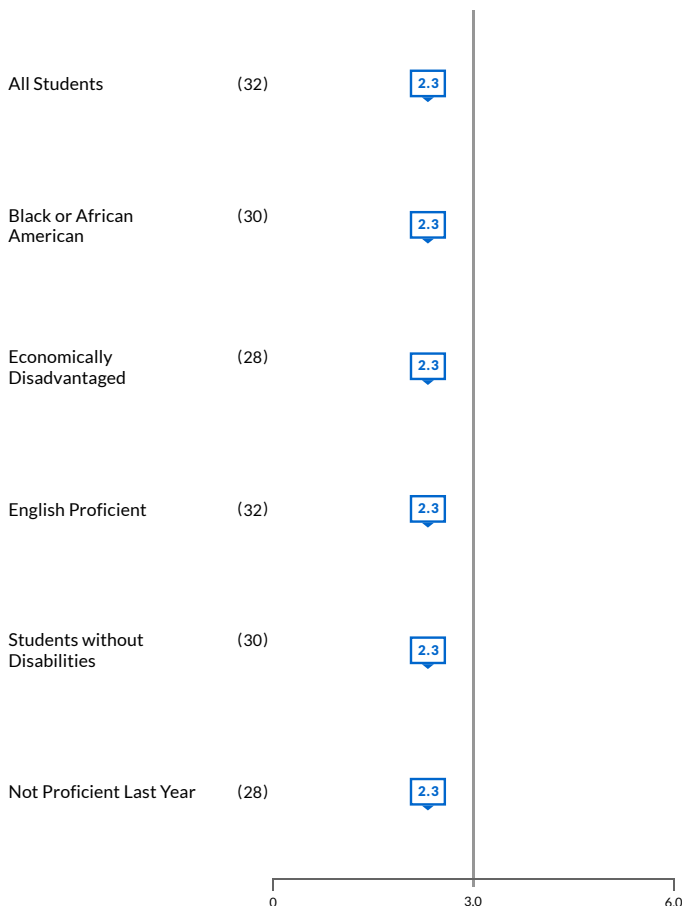 All Students (32) 2.3
Black or African (30) 2.3
American
Economically (28) 2.3
Disadvantaged
English Proficient (32) 2.3
Students without (30) 2.3
Disabilities
Not Proficient Last Year (28) 2.3
0 3.0 6.0